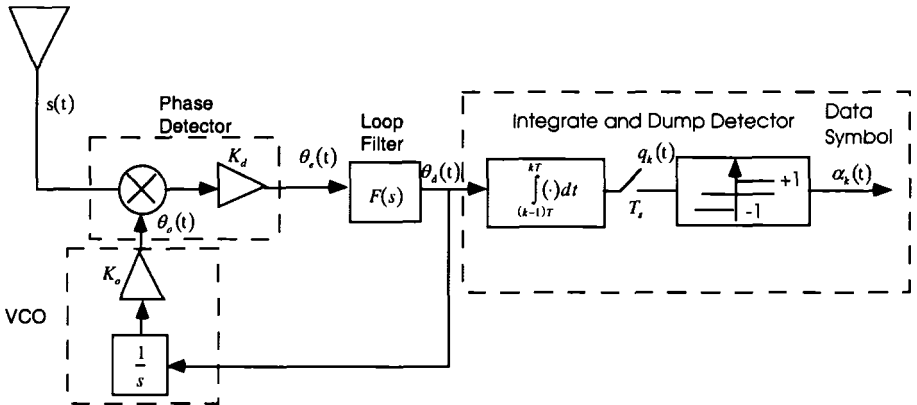 s(t)
Phase
Detector
K_d
θ_e(t)
Loop
Filter
F(s)
θ_d(t)
Integrate and Dump Detector
Data
Symbol
∫_{(k-1)T}^{kT} (·)dt
q_k(t)
T_s
+1
-1
α_k(t)
θ_o(t)
K_o
VCO
1/s